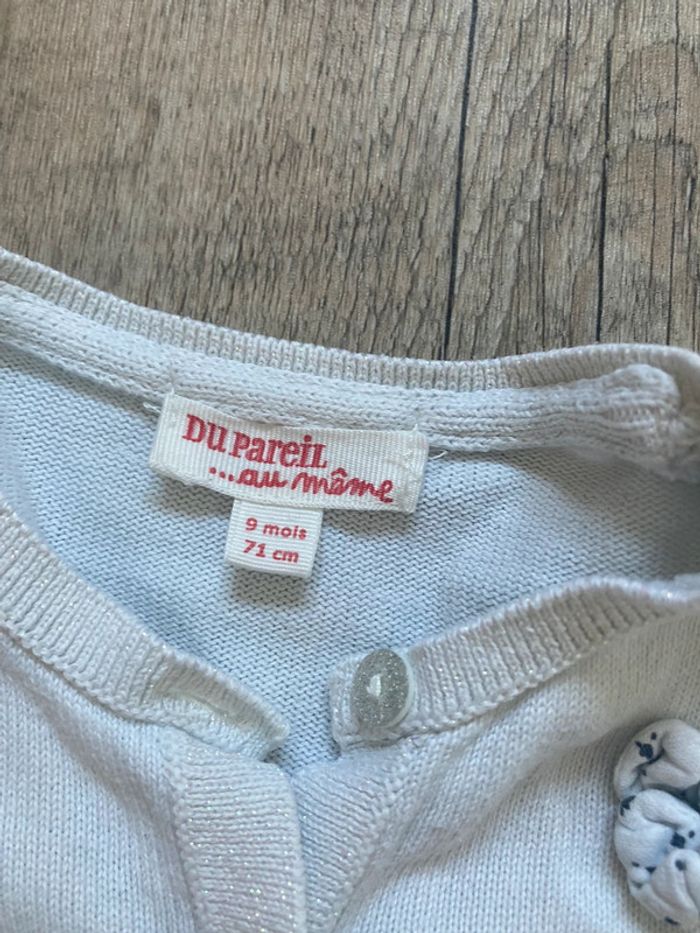 DU PAREIL
...au même
9 mois
71 cm